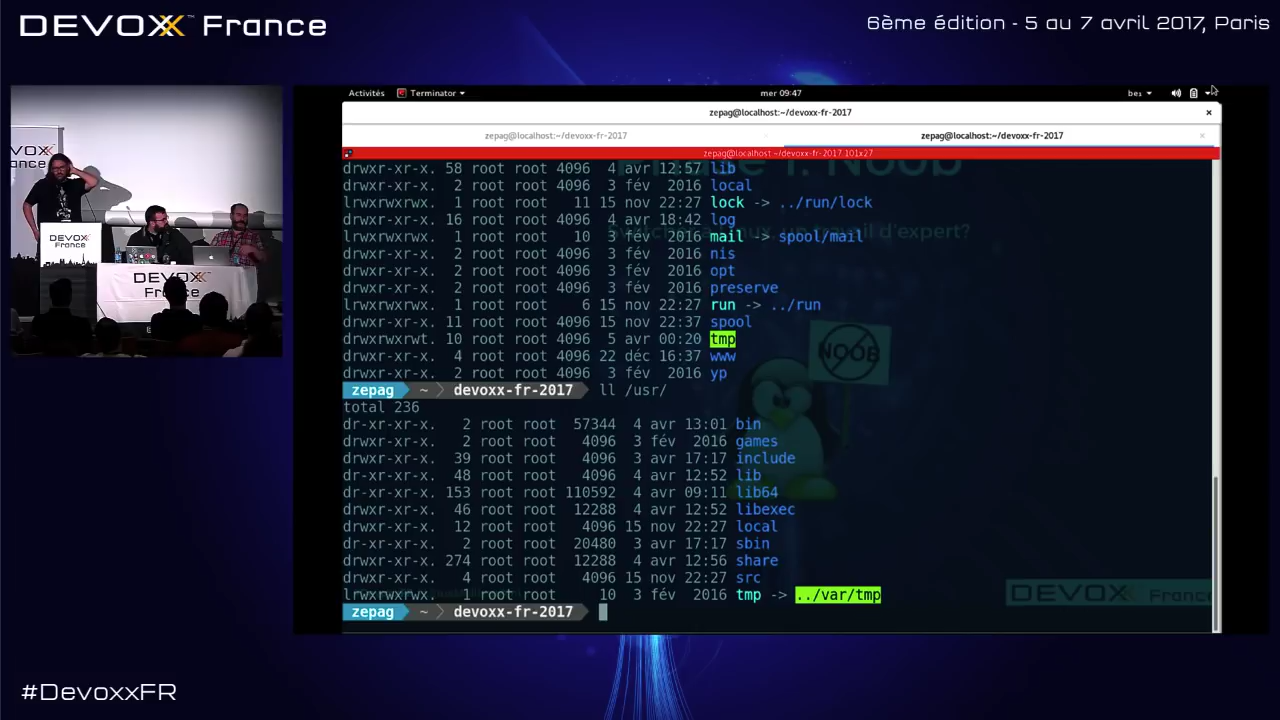 DEVOXX™ France
6ème édition - 5 au 7 avril 2017, Paris
Activités Terminator mer 09:47 be₁
zepag@localhost:~/devoxx-fr-2017
zepag@localhost:~/devoxx-fr-2017 zepag@localhost:~/devoxx-fr-2017
zepag@localhost:~/devoxx-fr-2017 101x27
drwxr-xr-x. 58 root root 4096 4 avr 12:57 lib
drwxr-xr-x. 2 root root 4096 3 fév 2016 local
lrwxrwxrwx. 1 root root 11 15 nov 22:27 lock -> ../run/lock
drwxr-xr-x. 16 root root 4096 4 avr 18:42 log
lrwxrwxrwx. 1 root root 10 3 fév 2016 mail -> spool/mail
drwxr-xr-x. 2 root root 4096 3 fév 2016 nis
drwxr-xr-x. 2 root root 4096 3 fév 2016 opt
drwxr-xr-x. 2 root root 4096 3 fév 2016 preserve
lrwxrwxrwx. 1 root root 6 15 nov 22:27 run -> ../run
drwxr-xr-x. 11 root root 4096 15 nov 22:37 spool
drwxrwxrwt. 10 root root 4096 5 avr 00:20 tmp
drwxr-xr-x. 4 root root 4096 22 déc 16:37 www
drwxr-xr-x. 2 root root 4096 3 fév 2016 yp
zepag ~ devoxx-fr-2017 ll /usr/
total 236
dr-xr-xr-x. 2 root root 57344 4 avr 13:01 bin
drwxr-xr-x. 2 root root 4096 3 fév 2016 games
drwxr-xr-x. 39 root root 4096 3 avr 17:17 include
dr-xr-xr-x. 48 root root 4096 4 avr 12:52 lib
dr-xr-xr-x. 153 root root 110592 4 avr 09:11 lib64
drwxr-xr-x. 46 root root 12288 4 avr 12:52 libexec
drwxr-xr-x. 12 root root 4096 15 nov 22:27 local
dr-xr-xr-x. 2 root root 20480 3 avr 17:17 sbin
drwxr-xr-x. 274 root root 12288 4 avr 12:56 share
drwxr-xr-x. 4 root root 4096 15 nov 22:27 src
lrwxrwxrwx. 1 root root 10 3 fév 2016 tmp -> ../var/tmp
zepag ~ devoxx-fr-2017
NOOB
DEVOXX France
DEVOXX
France
DEVOXX
France
#DevoxxFR